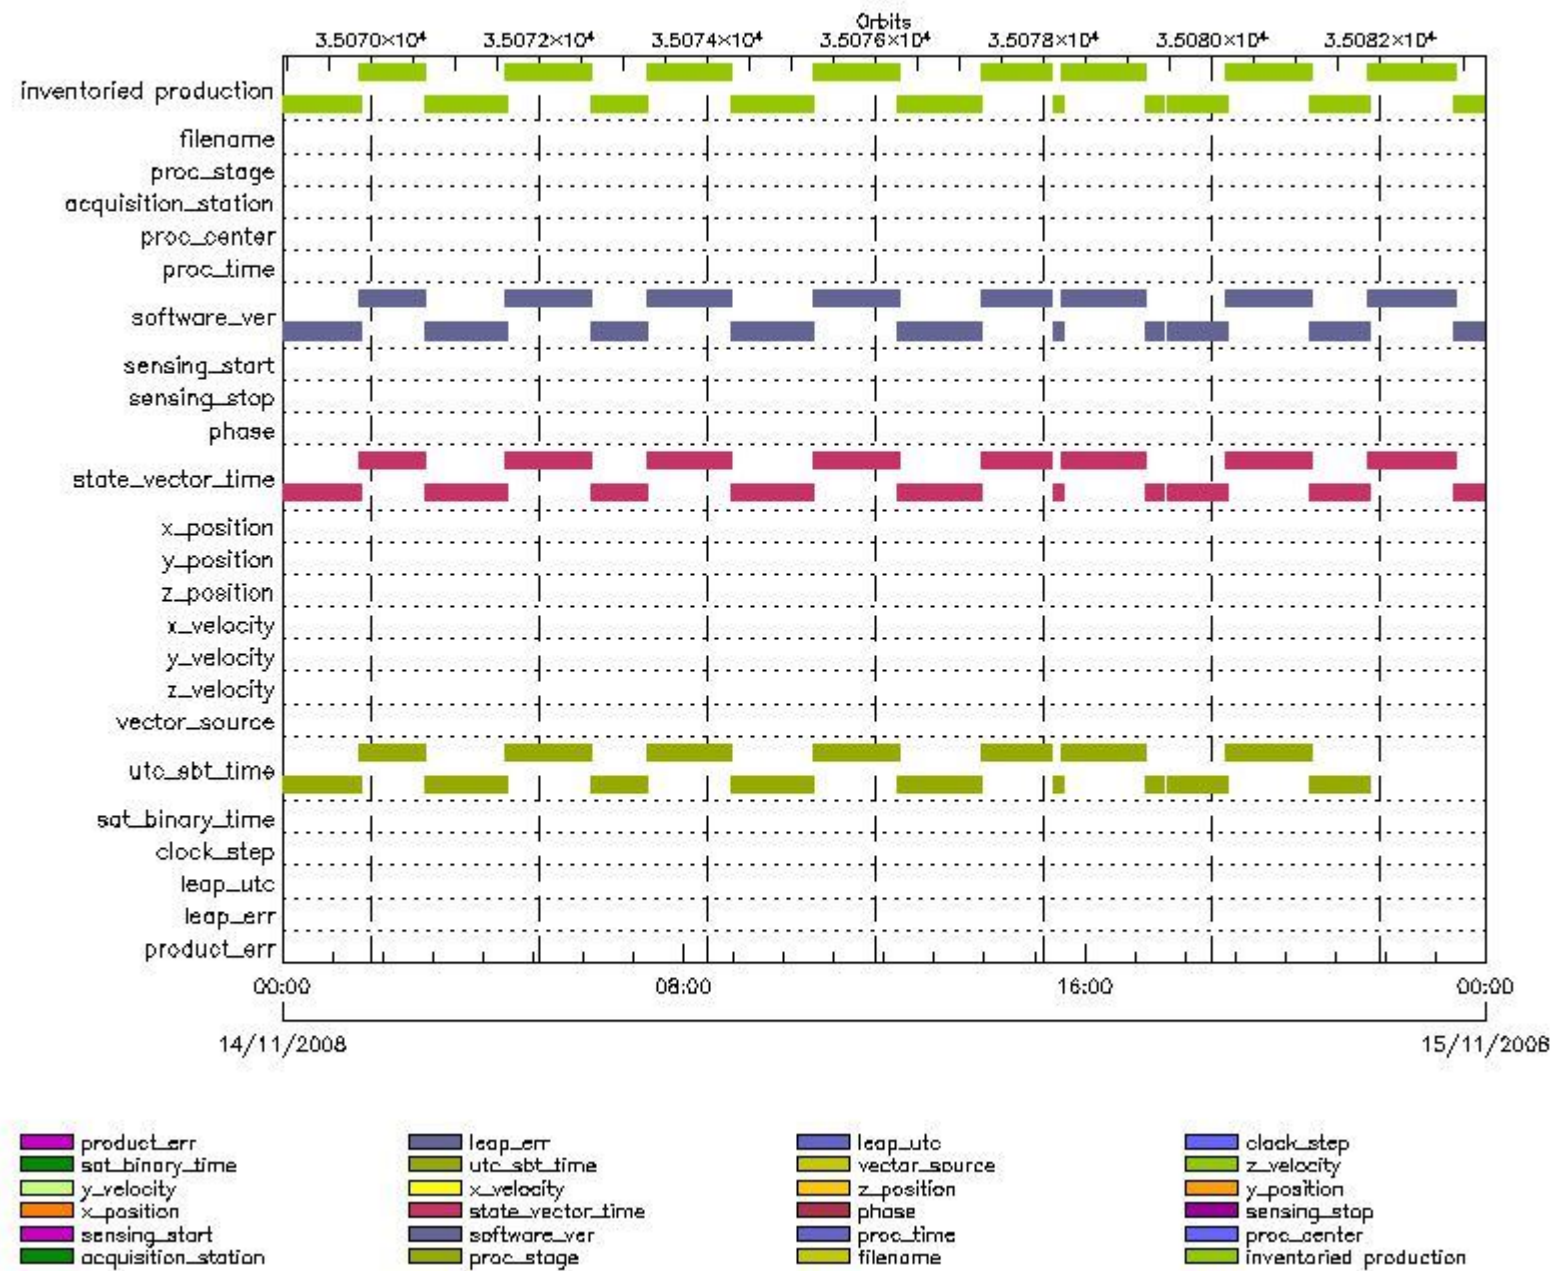 Orbits
3.5070×10⁴ 3.5072×10⁴ 3.5074×10⁴ 3.5076×10⁴ 3.5078×10⁴ 3.5080×10⁴ 3.5082×10⁴
inventoried production
filename
proc_stage
acquisition_station
proc_center
proc_time
software_ver
sensing_start
sensing_stop
phase
state_vector_time
x_position
y_position
z_position
x_velocity
y_velocity
z_velocity
vector_source
utc_sbt_time
sat_binary_time
clock_step
leap_utc
leap_err
product_err
00:00 08:00 16:00 00:00
14/11/2008 15/11/2008
product_err leap_err leap_utc clock_step
sat_binary_time utc_sbt_time vector_source z_velocity
y_velocity x_velocity z_position y_position
x_position state_vector_time phase sensing_stop
sensing_start software_ver proc_time proc_center
acquisition_station proc_stage filename inventoried production